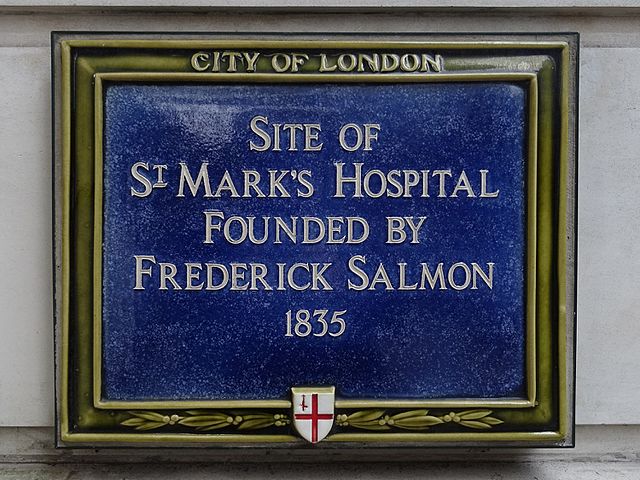 CITY OF LONDON
SITE OF
ST MARK'S HOSPITAL
FOUNDED BY
FREDERICK SALMON
1835